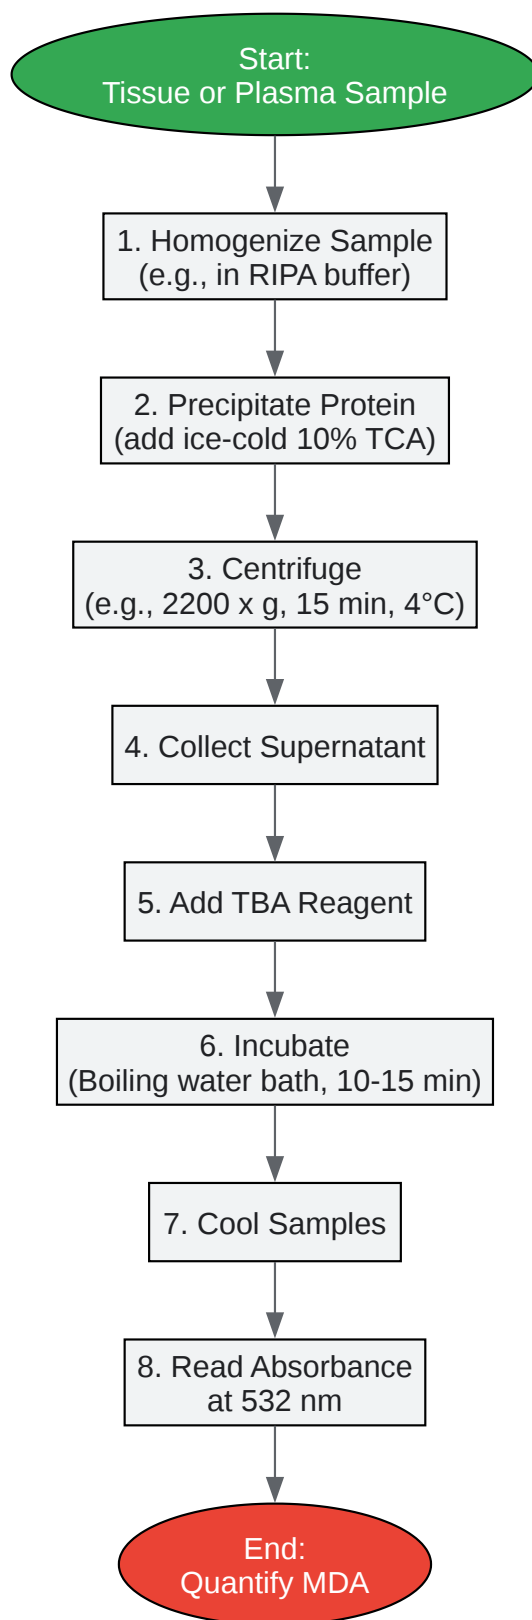 Start:
Tissue or Plasma Sample
1. Homogenize Sample
(e.g., in RIPA buffer)
2. Precipitate Protein
(add ice-cold 10% TCA)
3. Centrifuge
(e.g., 2200 x g, 15 min, 4°C)
4. Collect Supernatant
5. Add TBA Reagent
6. Incubate
(Boiling water bath, 10-15 min)
7. Cool Samples
8. Read Absorbance
at 532 nm
End:
Quantify MDA